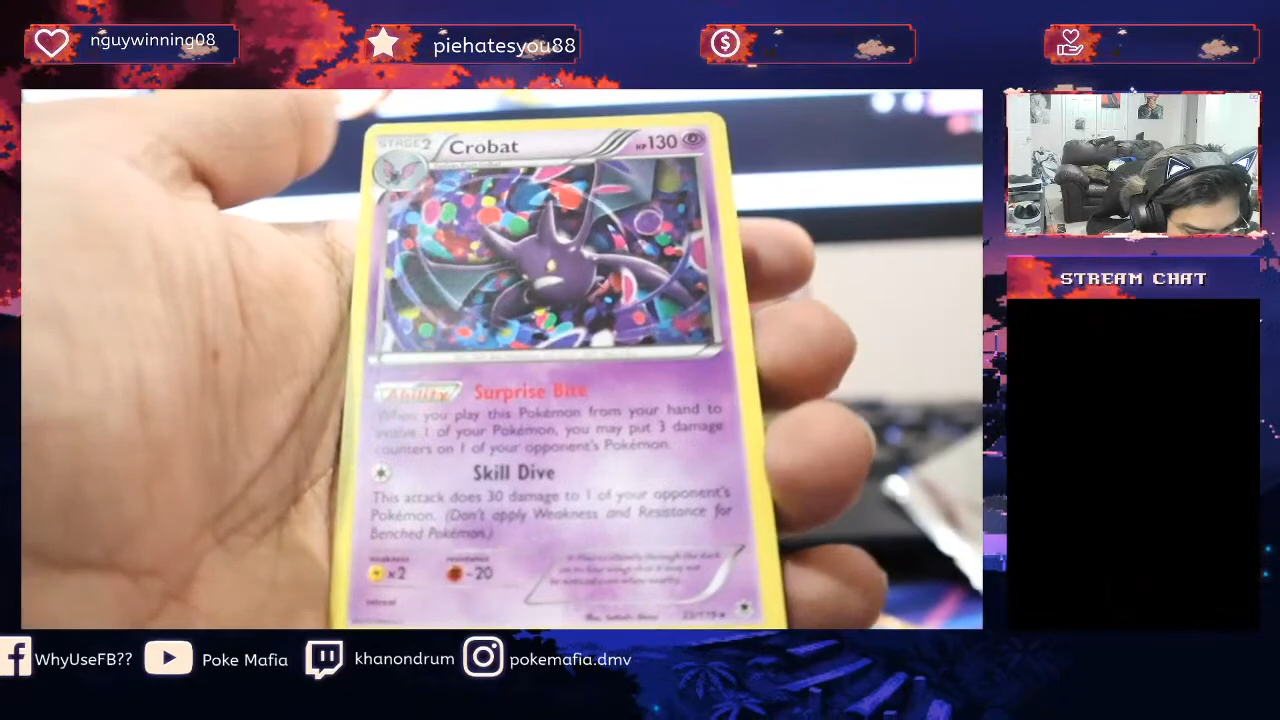 nguywinning08
piehatesyou88
STAGE2
Crobat
HP130
Ability Surprise Bite
When you play this Pokémon from your hand to
evolve 1 of your Pokémon, you may put 3 damage
counters on 1 of your opponent's Pokémon.
Skill Dive
This attack does 30 damage to 1 of your opponent's
Pokémon. (Don't apply Weakness and Resistance for
Benched Pokémon.)
weakness
resistance
×2
-20
retreat
STREAM CHAT
WhyUseFB??
Poke Mafia
khanondrum
pokemafia.dmv